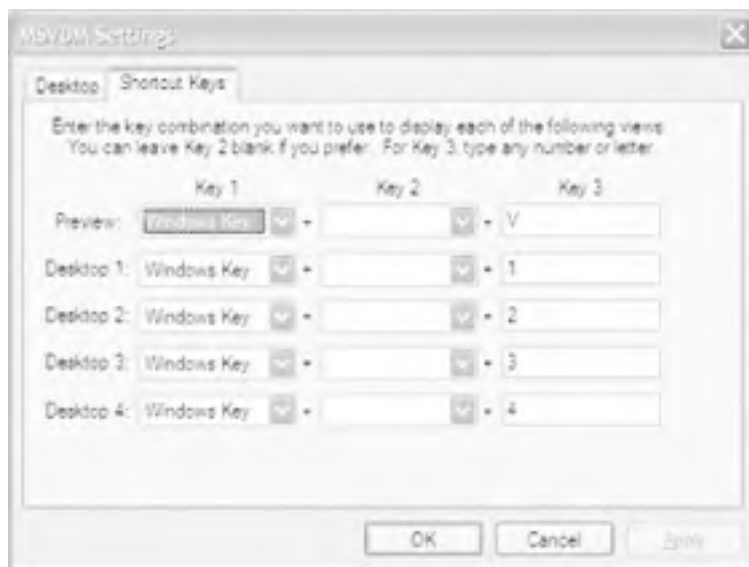 MSVDM Settings
Desktop Shortcut Keys
Enter the key combination you want to use to display each of the following views.
You can leave Key 2 blank if you prefer. For Key 3, type any number or letter.
Key 1 Key 2 Key 3
Preview: Windows Key + + V
Desktop 1: Windows Key + + 1
Desktop 2: Windows Key + + 2
Desktop 3: Windows Key + + 3
Desktop 4: Windows Key + + 4
OK Cancel Apply